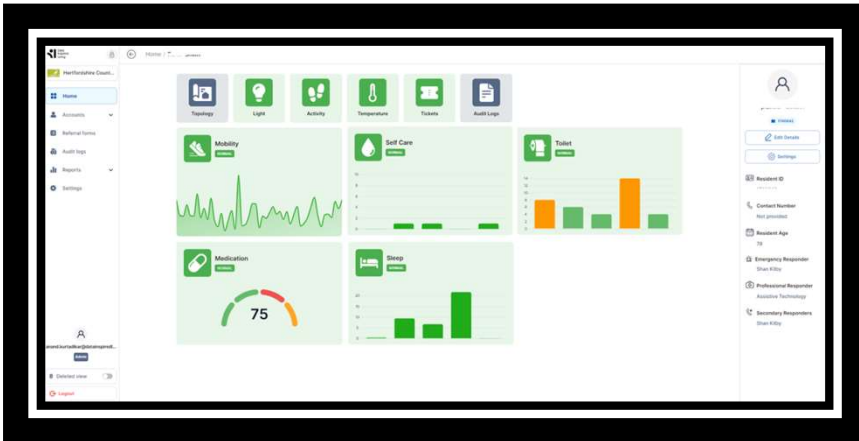 Hertfordshire Counci...
Home
Accounts
Referral forms
Audit logs
Reports
Settings
Admin
Deleted view
Logout
Home
Topology
Light
Activity
Temperature
Tickets
Audit Logs
Mobility
NORMAL
Self Care
NORMAL
Toilet
NORMAL
Medication
NORMAL
75
Sleep
NORMAL
Edit Details
Settings
Resident ID
Contact Number
Not provided
Resident Age
Emergency Responder
Shan Kilby
Professional Responder
Assistive Technology
Secondary Responders
Shan Kilby